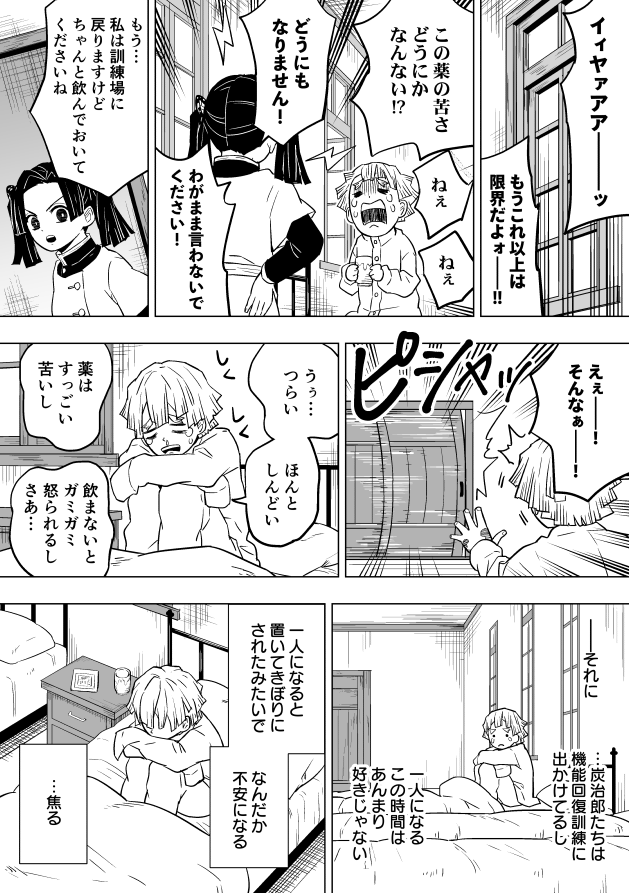 イィヤァアアーーッ
もうこれ以上は
限界だよォーー!!
この薬の苦さ
どうにか
なんない!?
ねぇ
ねぇ
どうにも
なりません!
わがまま言わないで
ください!
もう…
私は訓練場に
戻りますけど
ちゃんと飲んでおいて
くださいね
えぇーー!
そんなぁーー!
ピシャッ
うぅ…
つらい
ほんと
しんどい
薬は
すっごい
苦いし
飲まないと
ガミガミ
怒られるし
さあ…
──それに
…炭治郎たちは
機能回復訓練に
出かけてるし
一人になる
この時間は
あんまり
好きじゃない
一人になると
置いてきぼりに
されたみたいで
なんだか
不安になる
…焦る